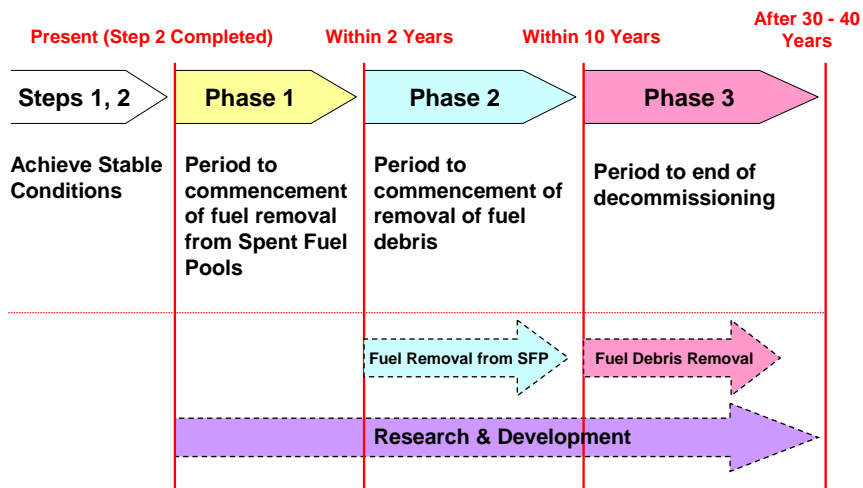 Present (Step 2 Completed)
Within 2 Years
Within 10 Years
After 30 - 40
Years
Steps 1, 2
Phase 1
Phase 2
Phase 3
Achieve Stable
Conditions
Period to
commencement
of fuel removal
from Spent Fuel
Pools
Period to
commencement of
removal of fuel
debris
Period to end of
decommissioning
Fuel Removal from SFP
Fuel Debris Removal
Research & Development